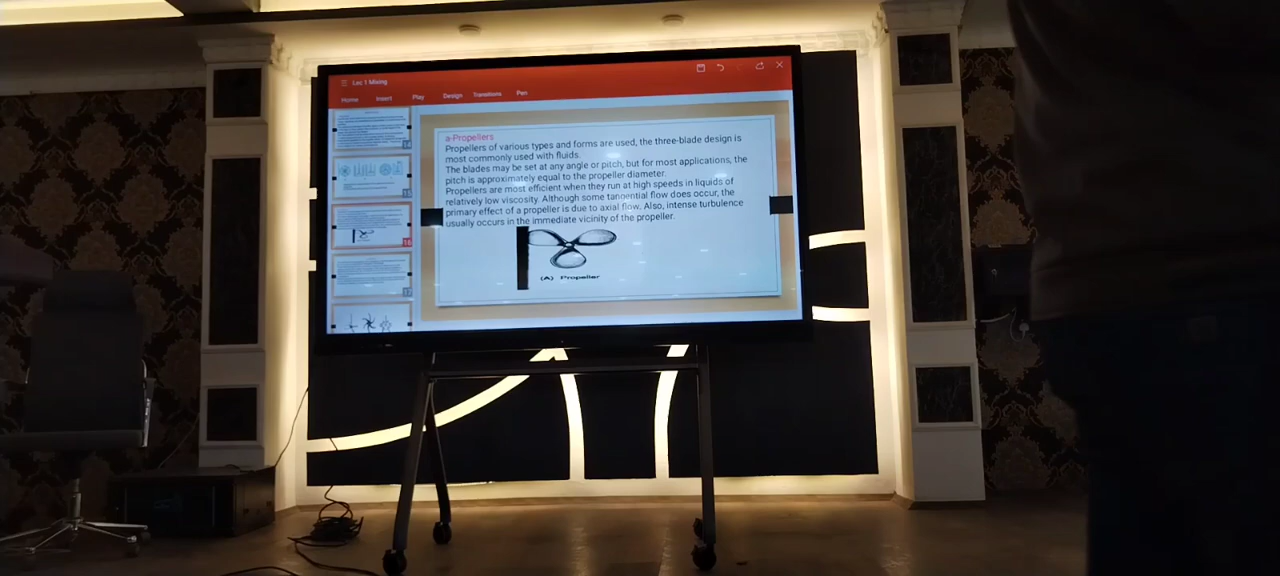 Lec 1 Mixing
Home Insert Play Design Transitions Pen
a-Propellers
Propellers of various types and forms are used, the three-blade design is
most commonly used with fluids.
The blades may be set at any angle or pitch, but for most applications, the
pitch is approximately equal to the propeller diameter.
Propellers are most efficient when they run at high speeds in liquids of
relatively low viscosity. Although some tangential flow does occur, the
primary effect of a propeller is due to axial flow. Also, intense turbulence
usually occurs in the immediate vicinity of the propeller.
(A) Propeller
14
15
16
17